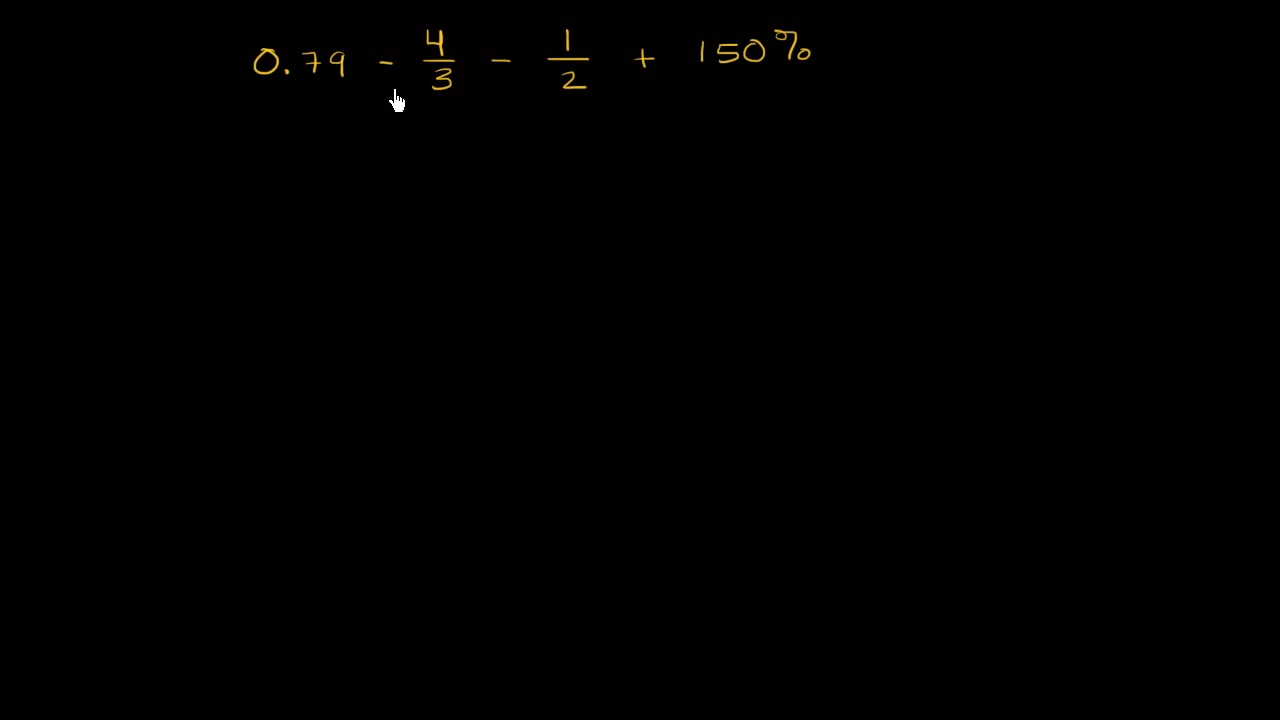 0.79 - 4/3 - 1/2 + 150%